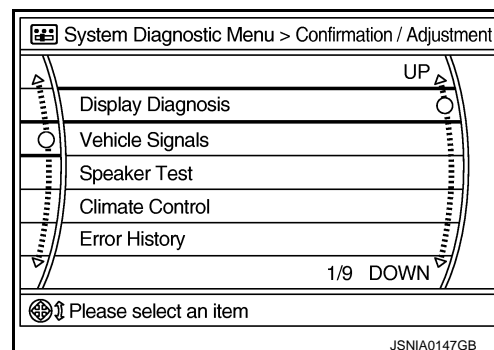 System Diagnostic Menu > Confirmation / Adjustment
UP
Display Diagnosis
Vehicle Signals
Speaker Test
Climate Control
Error History
1/9 DOWN
Please select an item
JSNIA0147GB